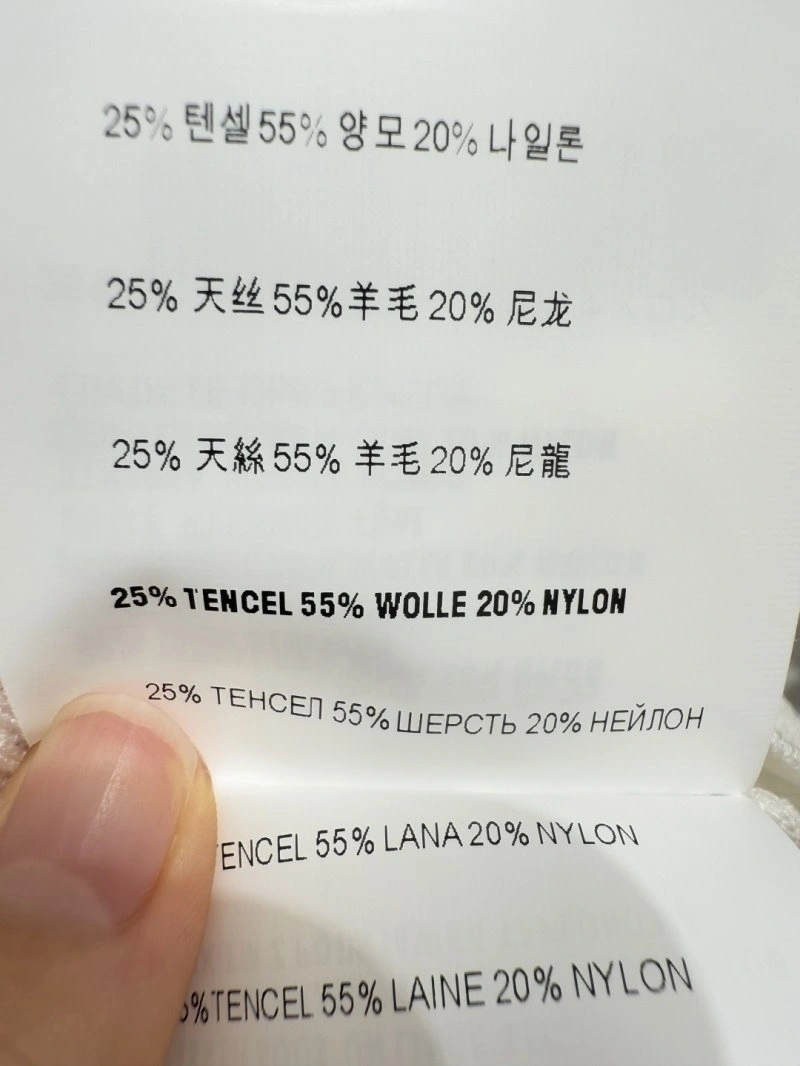 25% 텐셀 55% 양모 20% 나일론
25% 天丝 55% 羊毛 20% 尼龙
25% 天絲 55% 羊毛 20% 尼龍
25% TENCEL 55% WOLLE 20% NYLON
25% ТЕНСЕЛ 55% ШЕРСТЬ 20% НЕЙЛОН
55% LANA 20% NYLON
TENCEL 55% LAINE 20% NYLON